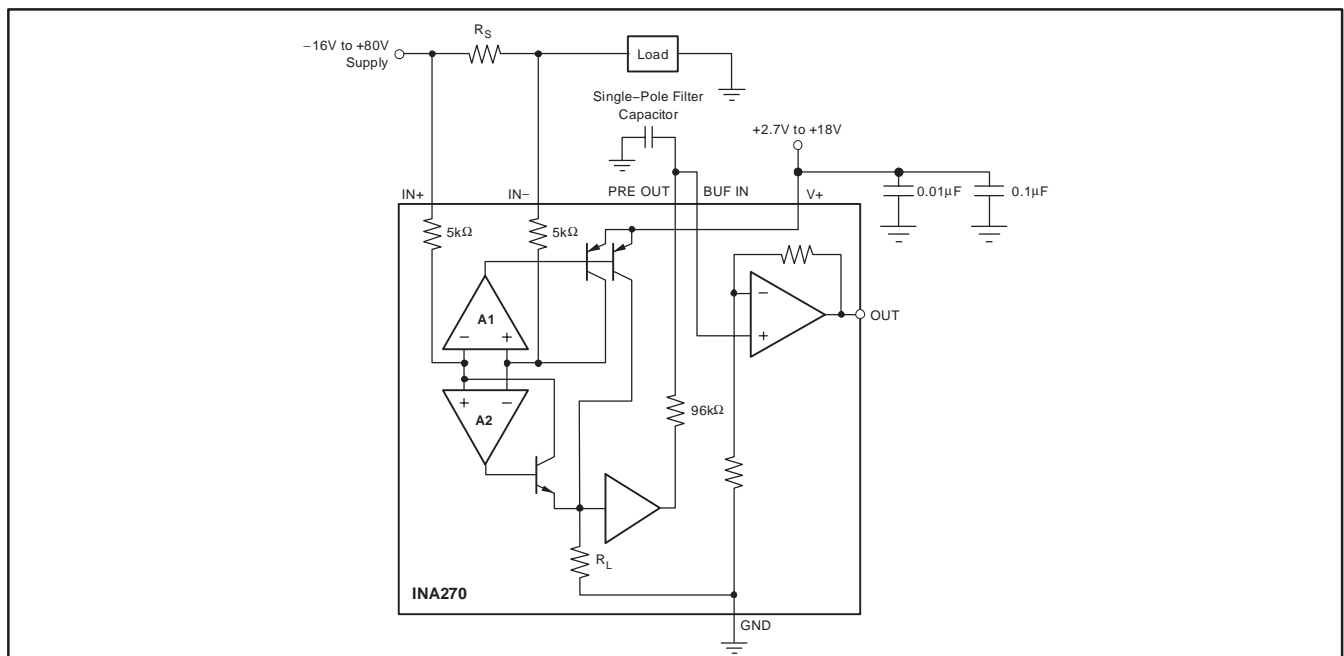 R_S
−16V to +80V
Supply
Load
Single−Pole Filter
Capacitor
+2.7V to +18V
IN+
IN−
PRE OUT
BUF IN
V+
0.01μF
0.1μF
5kΩ
5kΩ
A1
− +
−
+
OUT
+ −
A2
96kΩ
R_L
INA270
GND